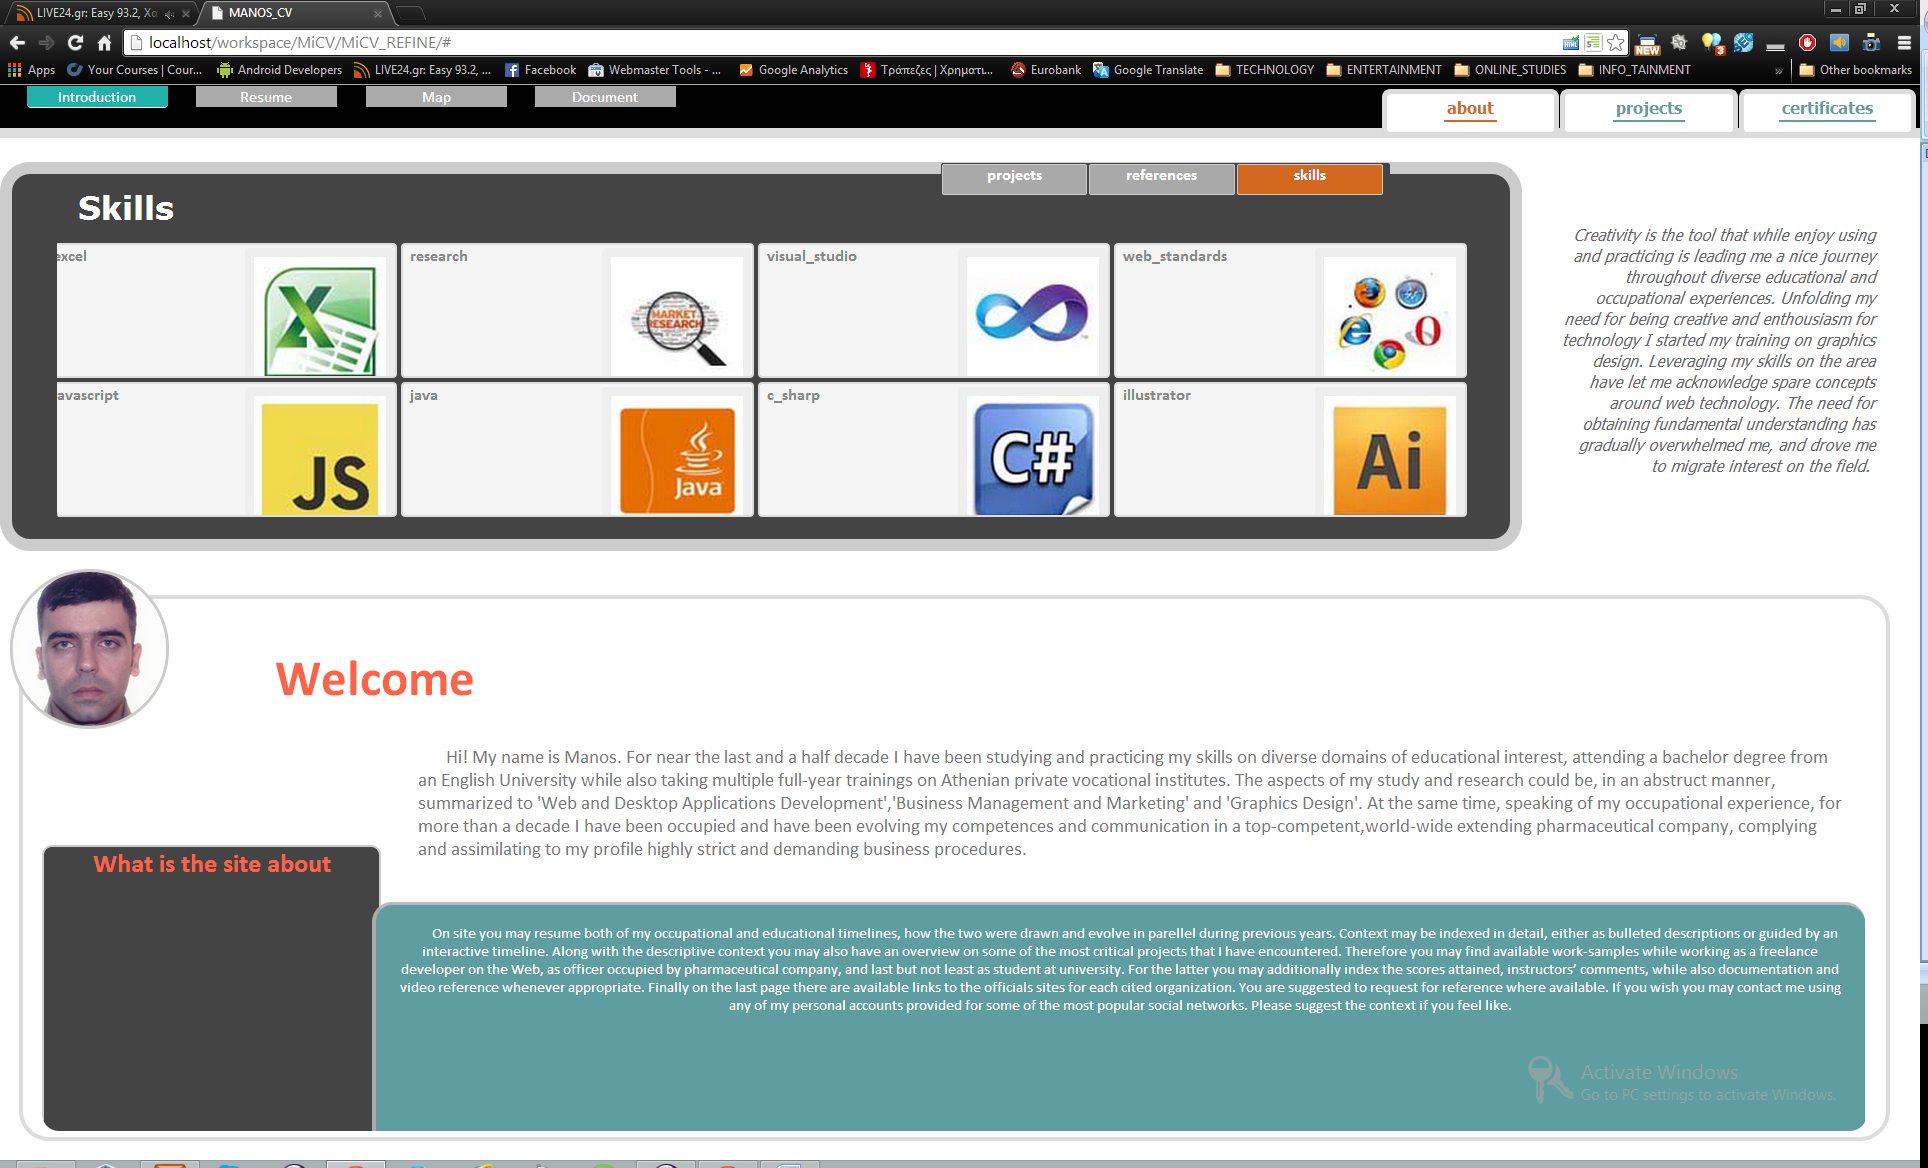 LIVE24.gr: Easy 93.2, Χο
MANOS_CV
localhost/workspace/MiCV/MiCV_REFINE/#
NEW
3
Apps
Your Courses | Cour...
Android Developers
LIVE24.gr: Easy 93.2, ...
Facebook
Webmaster Tools - ...
Google Analytics
Τράπεζες | Χρηματι...
Eurobank
Google Translate
TECHNOLOGY
ENTERTAINMENT
ONLINE_STUDIES
INFO_TAINMENT
»
Other bookmarks
Introduction
Resume
Map
Document
about
projects
certificates
projects
references
skills
Skills
excel
research
MARKET
RESEARCH
visual_studio
web_standards
avascript
JS
java
Java
c_sharp
C#
illustrator
Ai
Creativity is the tool that while enjoy using
and practicing is leading me a nice journey
throughout diverse educational and
occupational experiences. Unfolding my
need for being creative and enthousiasm for
technology I started my training on graphics
design. Leveraging my skills on the area
have let me acknowledge spare concepts
around web technology. The need for
obtaining fundamental understanding has
gradually overwhelmed me, and drove me
to migrate interest on the field.
Welcome
Hi! My name is Manos. For near the last and a half decade I have been studying and practicing my skills on diverse domains of educational interest, attending a bachelor degree from
an English University while also taking multiple full-year trainings on Athenian private vocational institutes. The aspects of my study and research could be, in an abstruct manner,
summarized to 'Web and Desktop Applications Development','Business Management and Marketing' and 'Graphics Design'. At the same time, speaking of my occupational experience, for
more than a decade I have been occupied and have been evolving my competences and communication in a top-competent,world-wide extending pharmaceutical company, complying
and assimilating to my profile highly strict and demanding business procedures.
What is the site about
On site you may resume both of my occupational and educational timelines, how the two were drawn and evolve in parellel during previous years. Context may be indexed in detail, either as bulleted descriptions or guided by an
interactive timeline. Along with the descriptive context you may also have an overview on some of the most critical projects that I have encountered. Therefore you may find available work-samples while working as a freelance
developer on the Web, as officer occupied by pharmaceutical company, and last but not least as student at university. For the latter you may additionally index the scores attained, instructors’ comments, while also documentation and
video reference whenever appropriate. Finally on the last page there are available links to the officials sites for each cited organization. You are suggested to request for reference where available. If you wish you may contact me using
any of my personal accounts provided for some of the most popular social networks. Please suggest the context if you feel like.
Activate Windows
Go to PC settings to activate Windows.